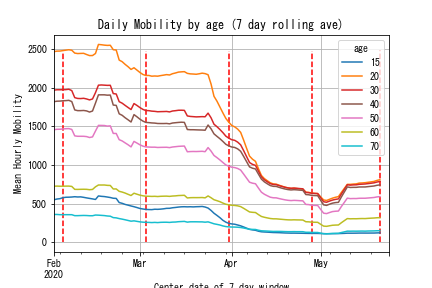 Daily Mobility by age (7 day rolling ave)
2500
2000
1500
1000
500
0
Mean Hourly Mobility
age
15
20
30
40
50
60
70
Feb
2020
Mar
Apr
May
Center date of 7 day window